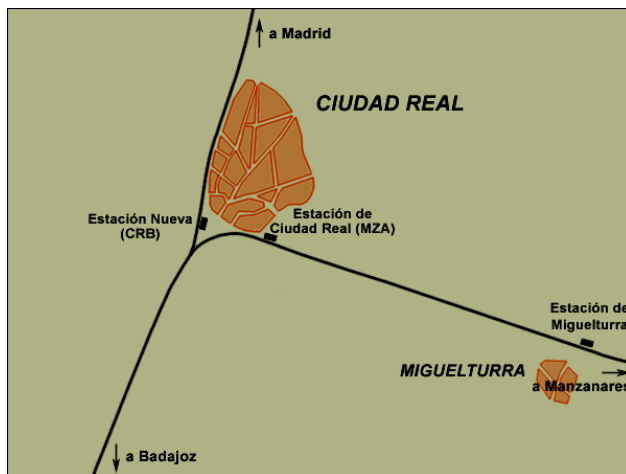 a Madrid
CIUDAD REAL
Estación Nueva
(CRB)
Estación de
Ciudad Real (MZA)
Estación de
Miguelturra
MIGUELTURRA
a Manzanares
a Badajoz